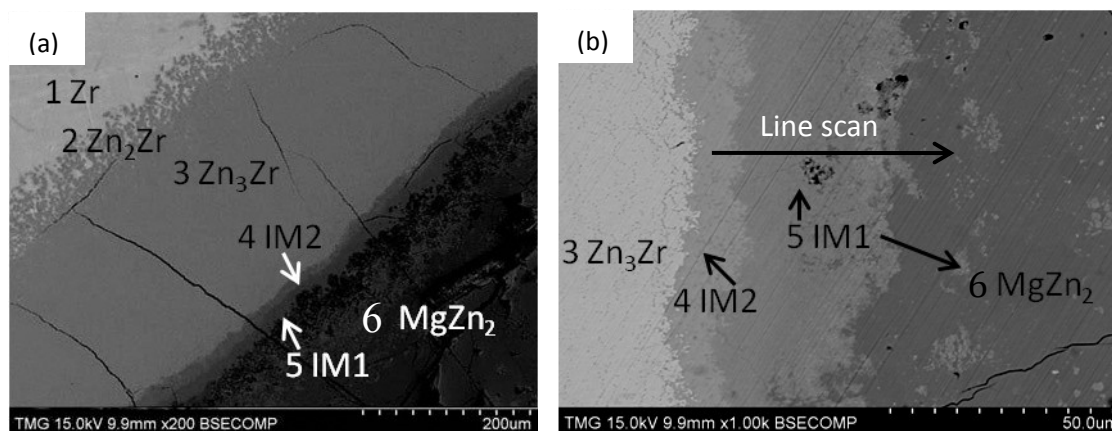 (a)
1 Zr
2 Zn₂Zr
3 Zn₃Zr
4 IM2
6 MgZn₂
5 IM1
TMG 15.0kV 9.9mm x200 BSECOMP 200um
(b)
Line scan
5 IM1
3 Zn₃Zr
4 IM2
6 MgZn₂
TMG 15.0kV 9.9mm x1.00k BSECOMP 50.0um